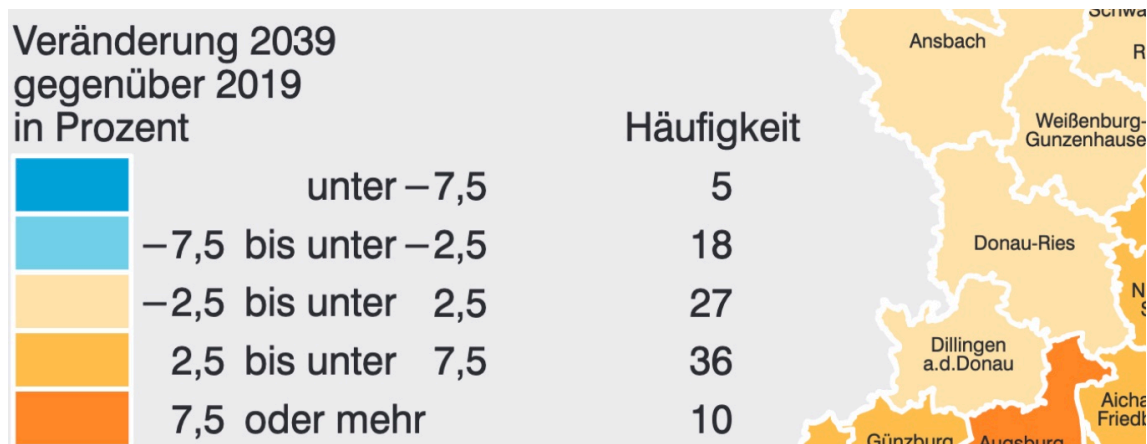 Veränderung 2039
gegenüber 2019
in Prozent
Häufigkeit
unter –7,5 5
–7,5 bis unter –2,5 18
–2,5 bis unter 2,5 27
2,5 bis unter 7,5 36
7,5 oder mehr 10
Ansbach
Weißenburg-
Gunzenhause
Donau-Ries
Dillingen
a.d.Donau
Aicha
Friedb
Günzburg
Augsburg